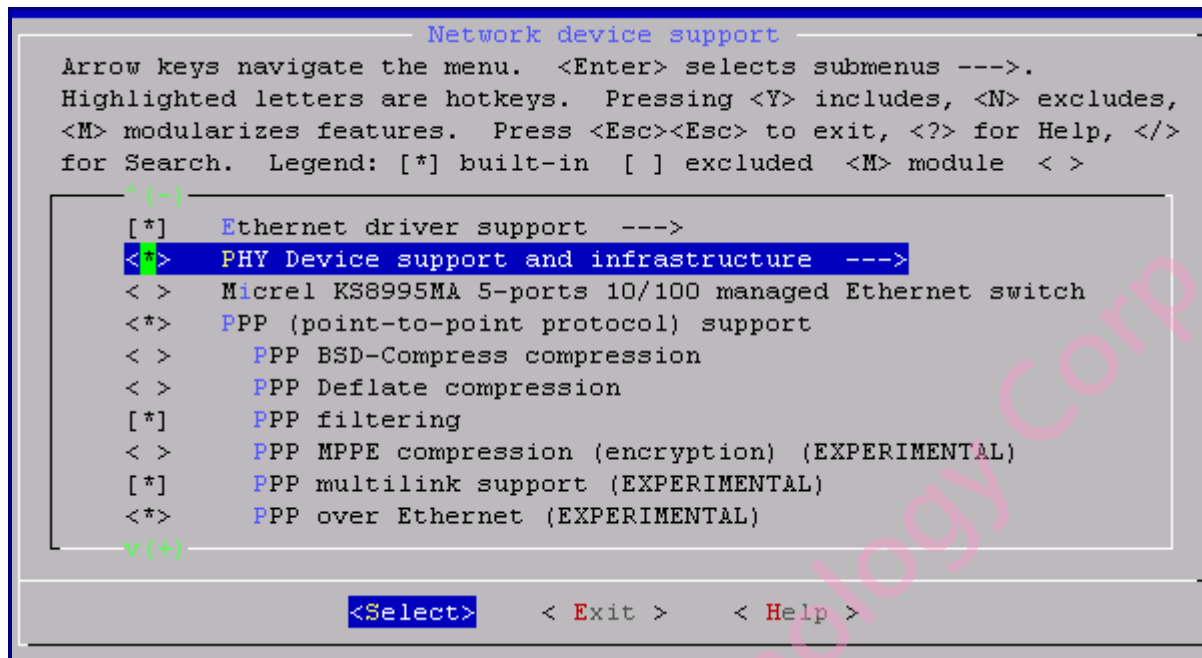 Network device support
Arrow keys navigate the menu.  <Enter> selects submenus --->.
Highlighted letters are hotkeys.  Pressing <Y> includes, <N> excludes,
<M> modularizes features.  Press <Esc><Esc> to exit, <?> for Help, </>
for Search.  Legend: [*] built-in  [ ] excluded  <M> module  < >
^(-)
[*]   Ethernet driver support  --->
<*>   PHY Device support and infrastructure  --->
< >   Micrel KS8995MA 5-ports 10/100 managed Ethernet switch
<*>   PPP (point-to-point protocol) support
< >     PPP BSD-Compress compression
< >     PPP Deflate compression
[*]     PPP filtering
< >     PPP MPPE compression (encryption) (EXPERIMENTAL)
[*]     PPP multilink support (EXPERIMENTAL)
<*>     PPP over Ethernet (EXPERIMENTAL)
v(+)
<Select>    < Exit >    < Help >
nology Corp